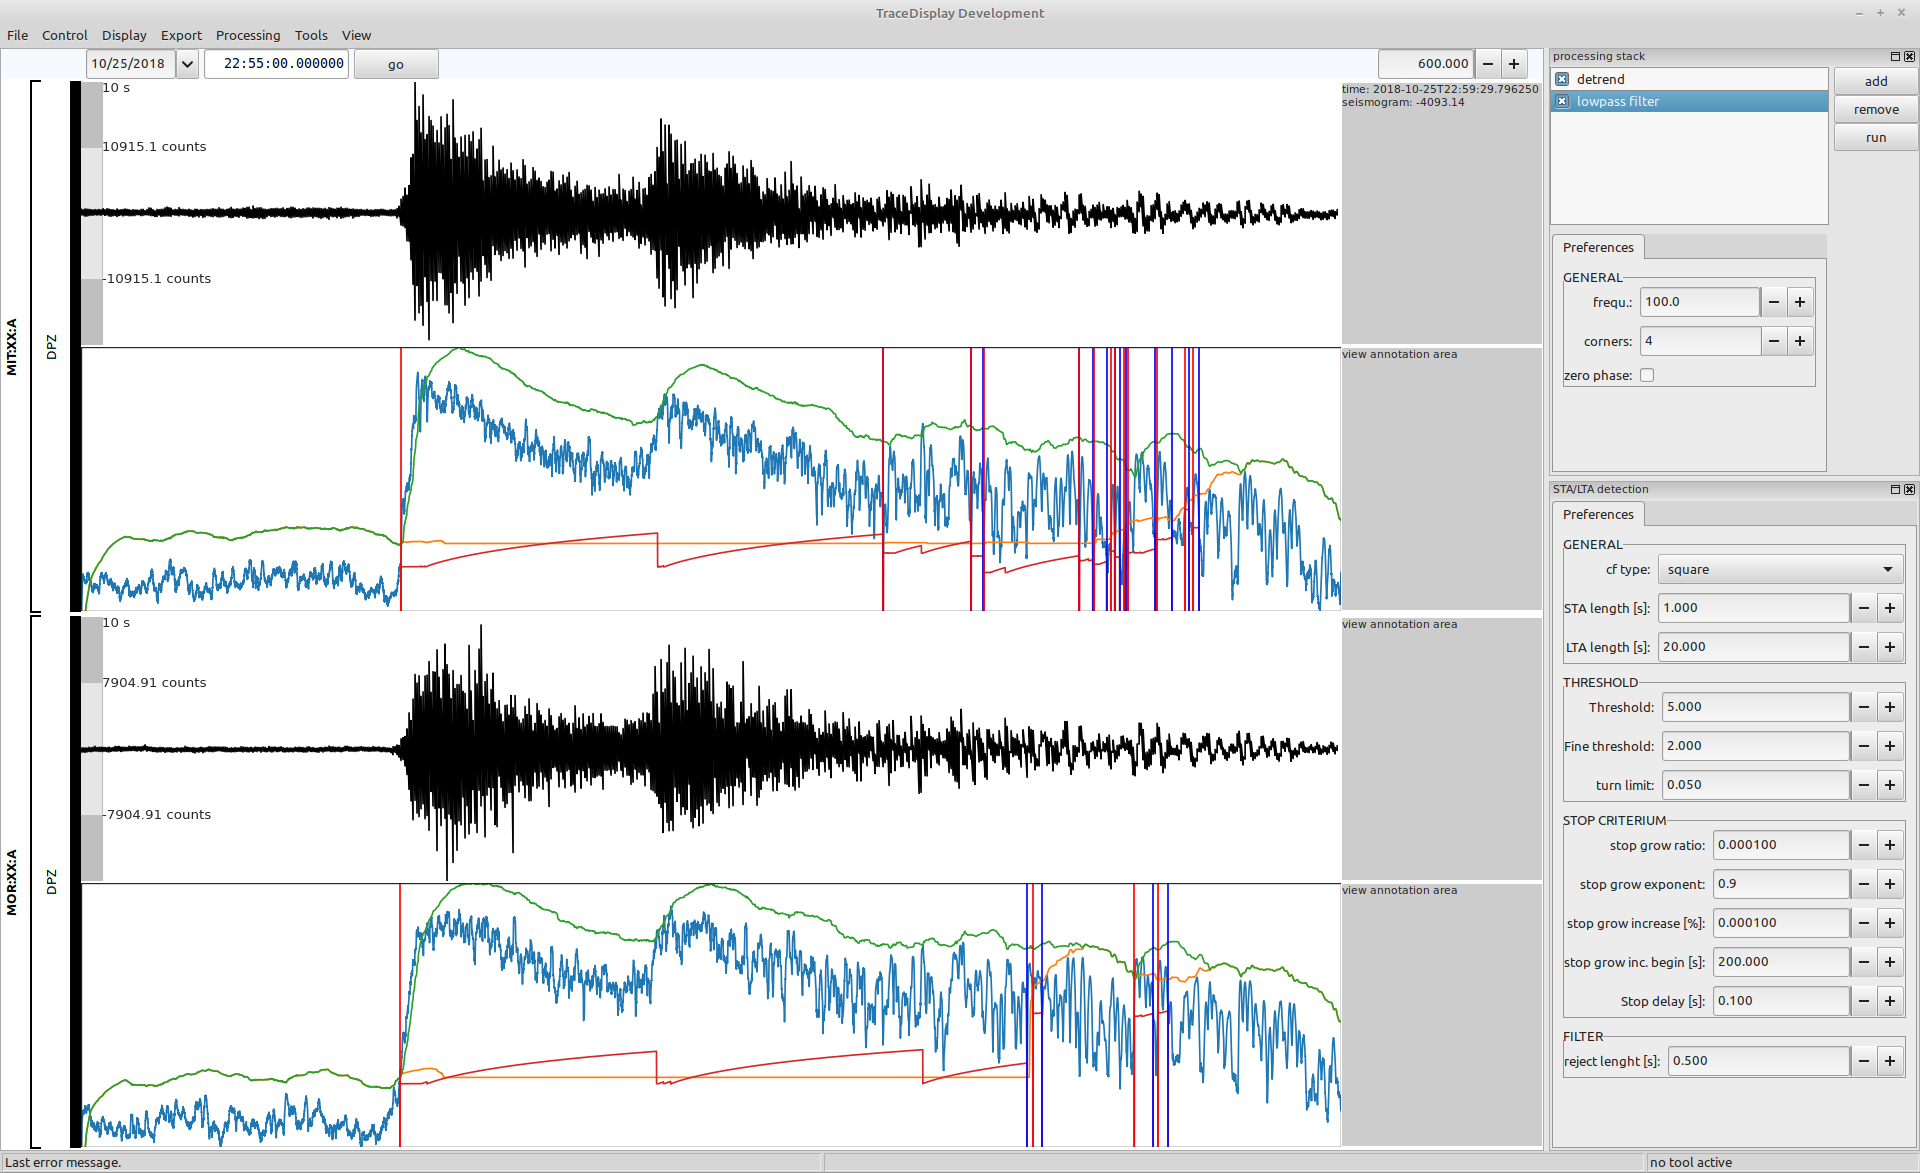 TraceDisplay Development
File Control Display Export Processing Tools View
10/25/2018 22:55:00.000000 go 600.000
10 s
10915.1 counts
-10915.1 counts
time: 2018-10-25T22:59:29.796250
seismogram: -4093.14
MIT:XX:A
DPZ
view annotation area
10 s
7904.91 counts
-7904.91 counts
view annotation area
MOR:XX:A
DPZ
view annotation area
processing stack
detrend
lowpass filter
add
remove
run
Preferences
GENERAL
frequ.: 100.0
corners: 4
zero phase:
STA/LTA detection
Preferences
GENERAL
cf type: square
STA length [s]: 1.000
LTA length [s]: 20.000
THRESHOLD
Threshold: 5.000
Fine threshold: 2.000
turn limit: 0.050
STOP CRITERIUM
stop grow ratio: 0.000100
stop grow exponent: 0.9
stop grow increase [%]: 0.000100
stop grow inc. begin [s]: 200.000
Stop delay [s]: 0.100
FILTER
reject lenght [s]: 0.500
Last error message.
no tool active